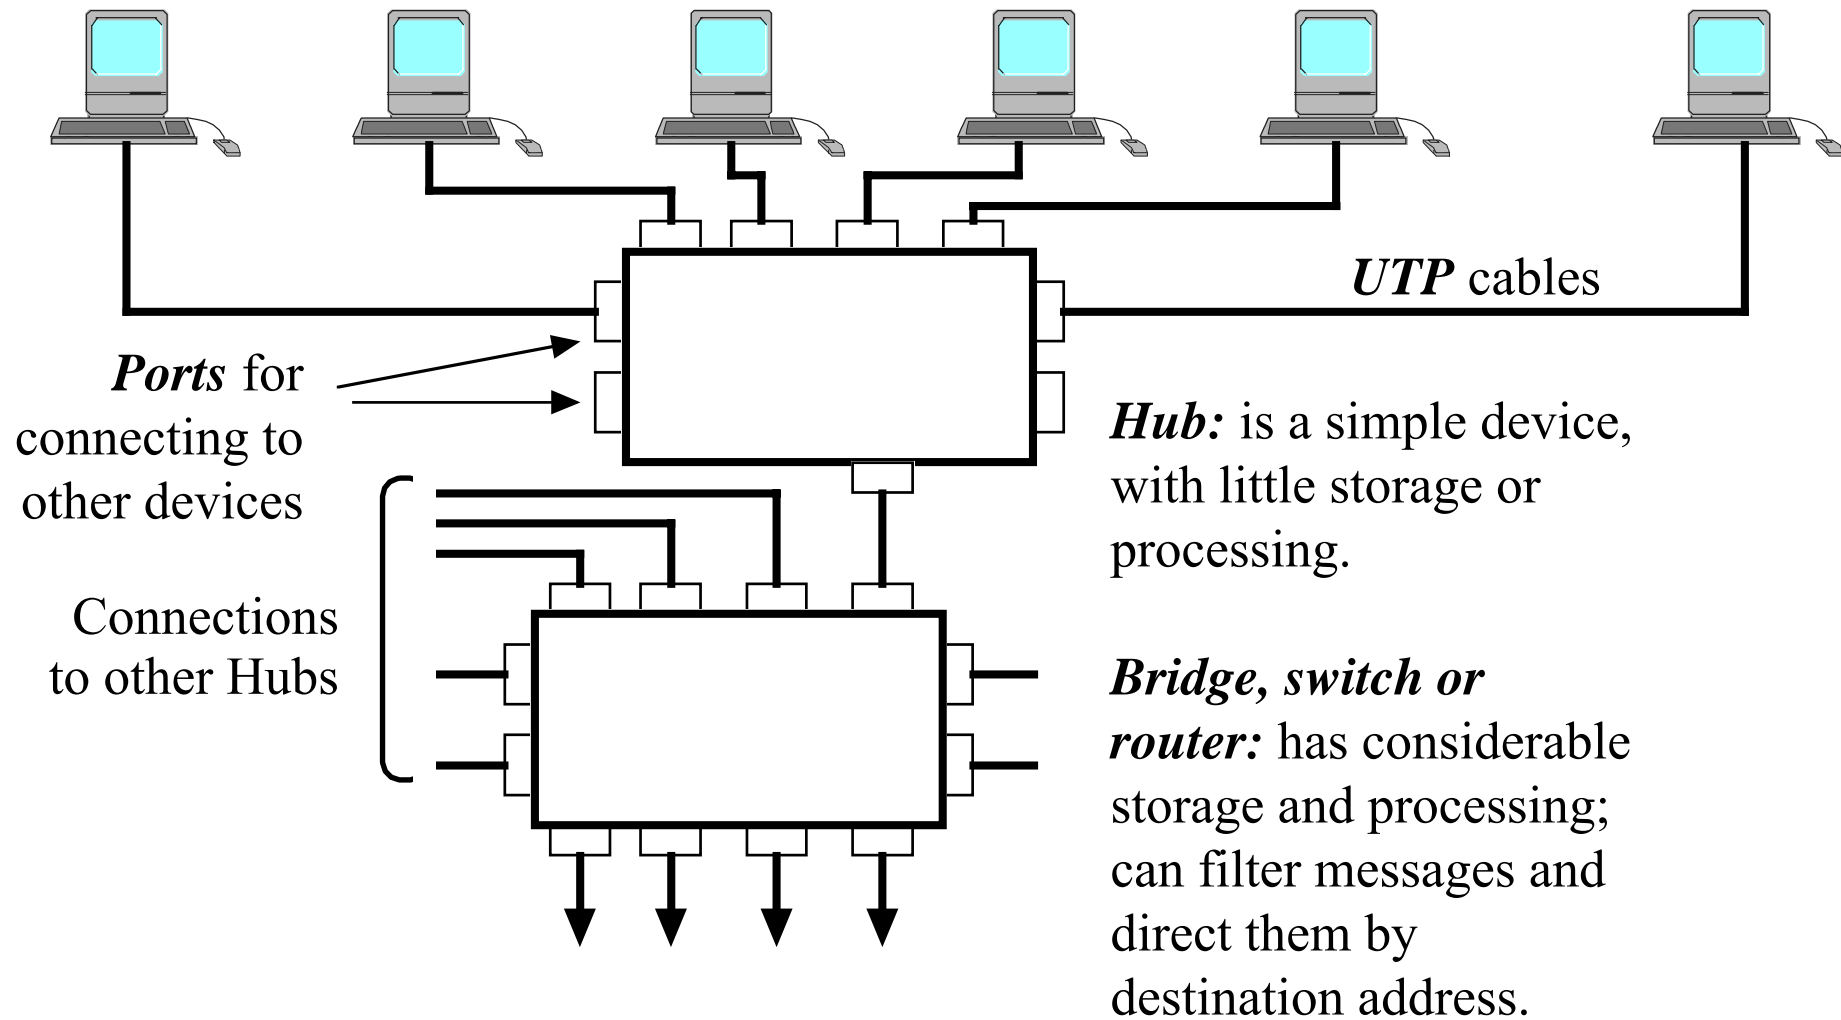 UTP cables
Ports for
connecting to
other devices
Hub: is a simple device,
with little storage or
processing.
Connections
to other Hubs
Bridge, switch or
router: has considerable
storage and processing;
can filter messages and
direct them by
destination address.